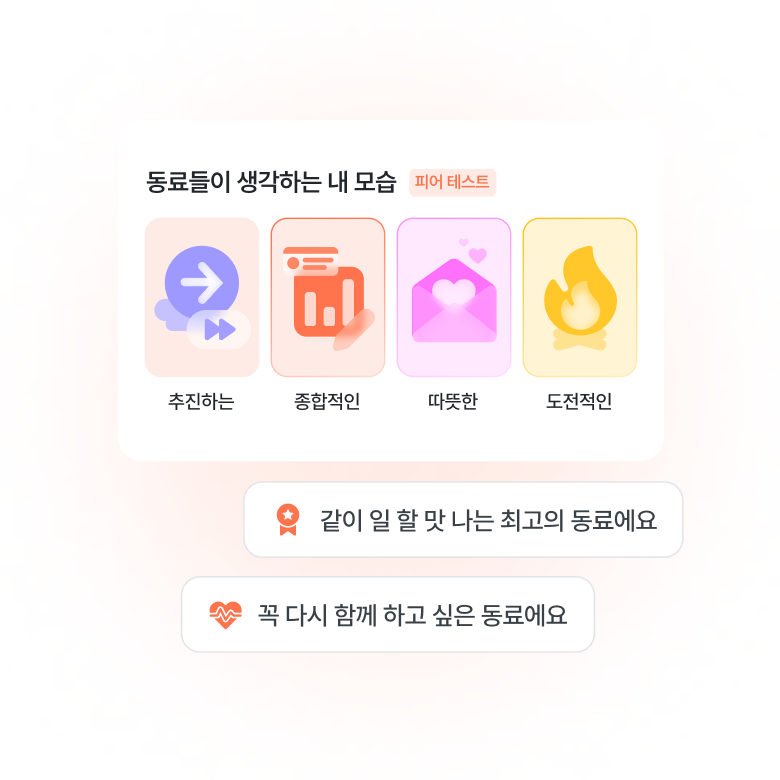 동료들이 생각하는 내 모습 피어 테스트
추진하는 종합적인 따뜻한 도전적인
같이 일 할 맛 나는 최고의 동료에요
꼭 다시 함께 하고 싶은 동료에요